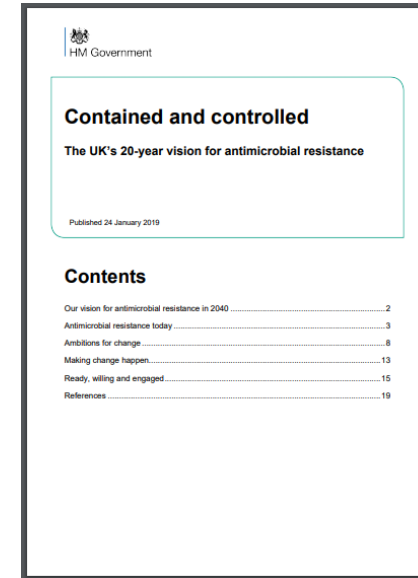 HM Government
Contained and controlled
The UK's 20-year vision for antimicrobial resistance
Published 24 January 2019
Contents
Our vision for antimicrobial resistance in 2040 ........ 2
Antimicrobial resistance today ........ 3
Ambitions for change ........ 8
Making change happen ........ 13
Ready, willing and engaged ........ 15
References ........ 19